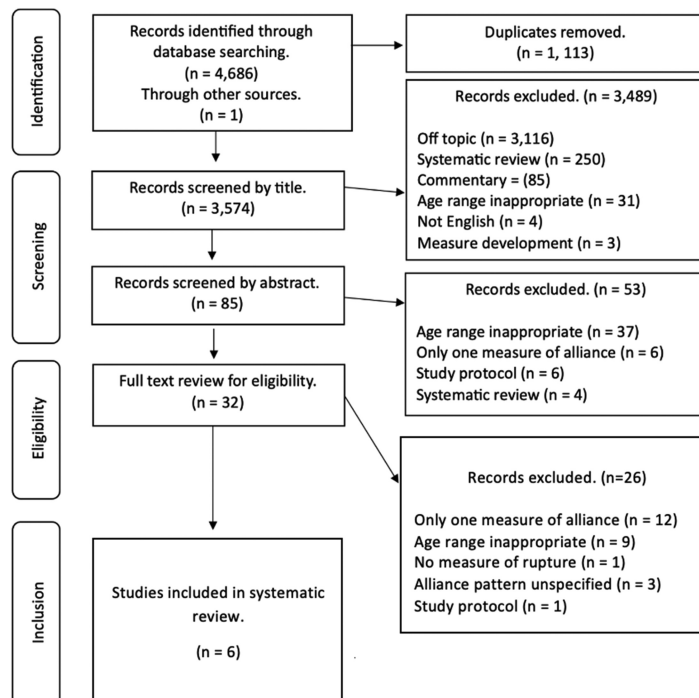 Identification
Records identified through
database searching.
(n = 4,686)
Through other sources.
(n = 1)
Duplicates removed.
(n = 1, 113)
Records excluded. (n = 3,489)
Off topic (n = 3,116)
Systematic review (n = 250)
Commentary = (85)
Age range inappropriate (n = 31)
Not English (n = 4)
Measure development (n = 3)
Screening
Records screened by title.
(n = 3,574)
Records screened by abstract.
(n = 85)
Records excluded. (n = 53)
Age range inappropriate (n = 37)
Only one measure of alliance (n = 6)
Study protocol (n = 6)
Systematic review (n = 4)
Eligibility
Full text review for eligibility.
(n = 32)
Records excluded. (n=26)
Only one measure of alliance (n = 12)
Age range inappropriate (n = 9)
No measure of rupture (n = 1)
Alliance pattern unspecified (n = 3)
Study protocol (n = 1)
Inclusion
Studies included in systematic
review.
(n = 6)